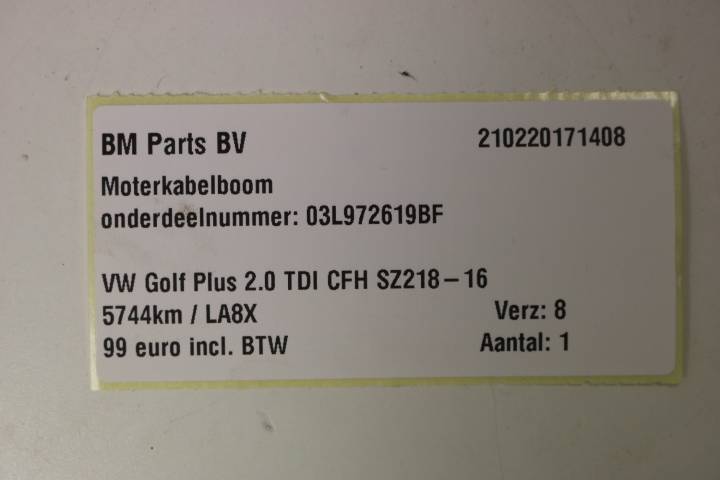 BM Parts BV 210220171408
Moterkabelboom
onderdeelnummer: 03L972619BF
VW Golf Plus 2.0 TDI CFH SZ218-16
5744km / LA8X Verz: 8
99 euro incl. BTW Aantal: 1